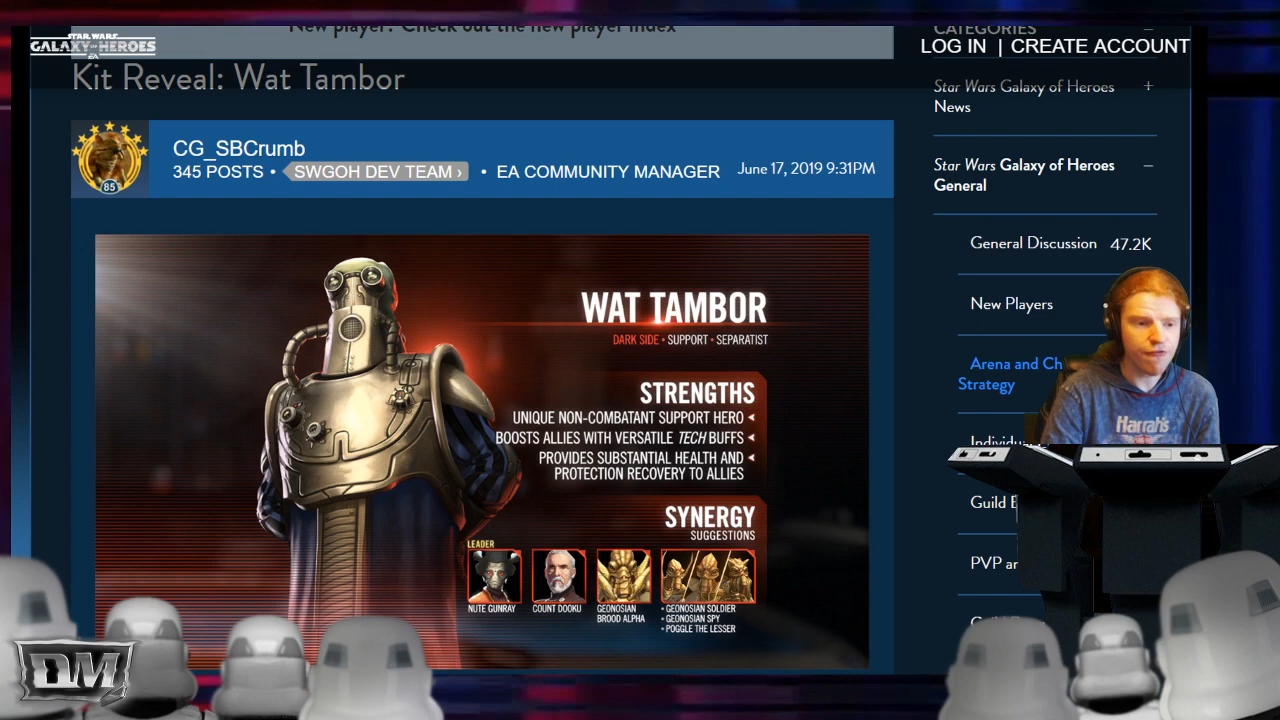 New player? Check out the new player index
CATEGORIES
STAR WARS
GALAXY OF HEROES
EA
LOG IN | CREATE ACCOUNT
Kit Reveal: Wat Tambor
Star Wars Galaxy of Heroes
News
CG_SBCrumb
345 POSTS • SWGOH DEV TEAM › • EA COMMUNITY MANAGER June 17, 2019 9:31PM
85
Star Wars Galaxy of Heroes
General
General Discussion 47.2K
New Players
Arena and Ch
Strategy
Individu
Guild E
PVP ar
WAT TAMBOR
DARK SIDE • SUPPORT • SEPARATIST
STRENGTHS
UNIQUE NON-COMBATANT SUPPORT HERO
BOOSTS ALLIES WITH VERSATILE TECH BUFFS
PROVIDES SUBSTANTIAL HEALTH AND
PROTECTION RECOVERY TO ALLIES
SYNERGY
SUGGESTIONS
LEADER
NUTE GUNRAY
COUNT DOOKU
GEONOSIAN
BROOD ALPHA
• GEONOSIAN SOLDIER
• GEONOSIAN SPY
• POGGLE THE LESSER
Harrah's
DM